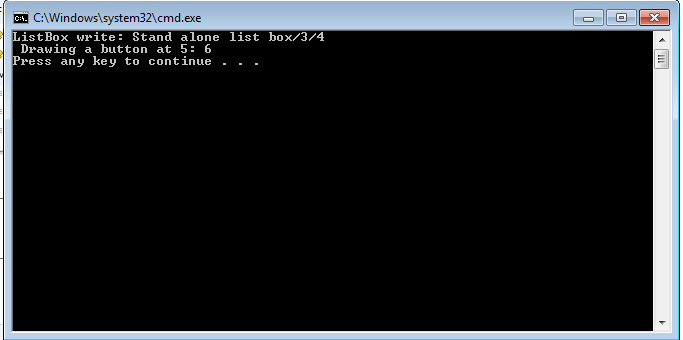 C:\Windows\system32\cmd.exe
ListBox write: Stand alone list box/3/4
Drawing a button at 5: 6
Press any key to continue . . .